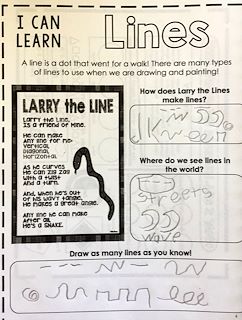 I CAN
LEARN
Lines
A line is a dot that went for a walk! There are many types
of lines to use when we are drawing and painting!
LARRY the LINE
Larry the Line,
Is a friend of mine.
He can make
Any line for me-
Vertical
Diagonal
Horizontal
As he curves
He can Zig Zag
With a twist
And a turn.
And, when he's out
of his wavy tangle,
He makes a great angle.
Any line he can make
After all
He's a SNAKE.
How does Larry the Lines
make lines?
Where do we see lines in
the world?
Streets
wave
Draw as many lines as you know!